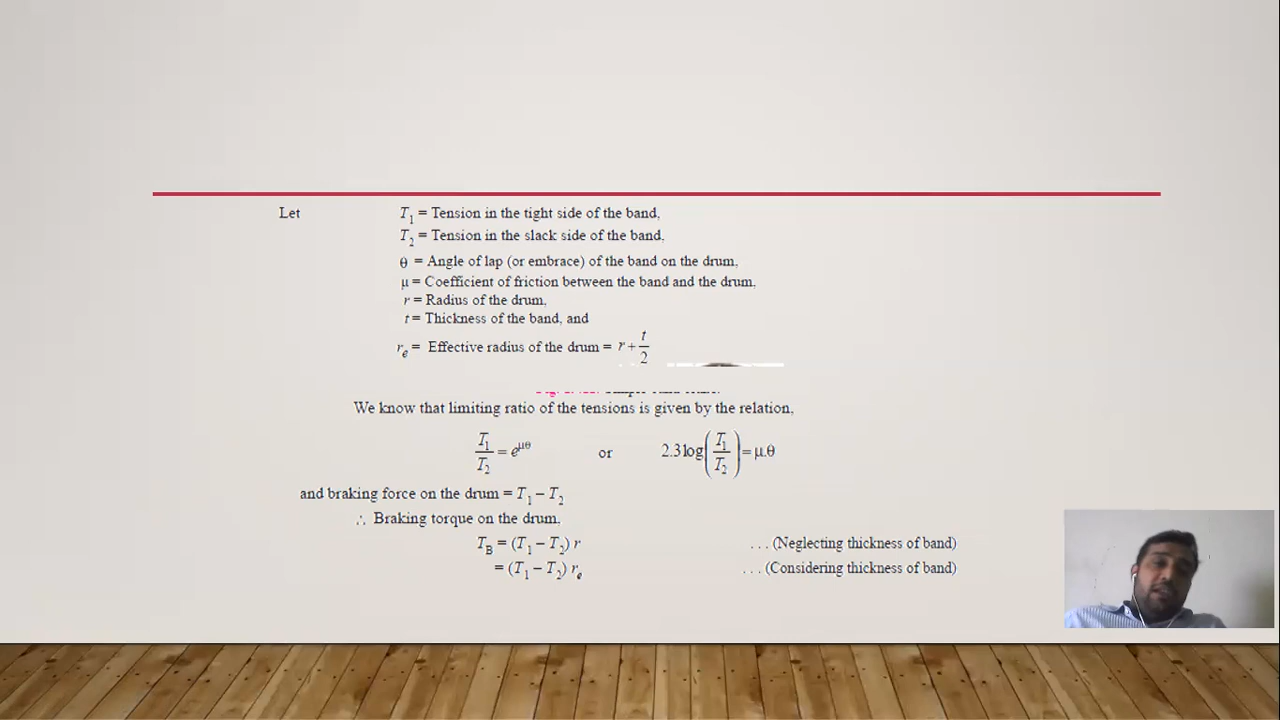 Let T₁ = Tension in the tight side of the band,
T₂ = Tension in the slack side of the band,
θ = Angle of lap (or embrace) of the band on the drum,
μ = Coefficient of friction between the band and the drum,
r = Radius of the drum,
t = Thickness of the band, and
rₑ = Effective radius of the drum = r + t/2
We know that limiting ratio of the tensions is given by the relation,
T₁/T₂ = e^μθ or 2.3log(T₁/T₂) = μ.θ
and braking force on the drum = T₁ – T₂
∴ Braking torque on the drum,
T_B = (T₁ – T₂) r . . . (Neglecting thickness of band)
= (T₁ – T₂) rₑ . . . (Considering thickness of band)